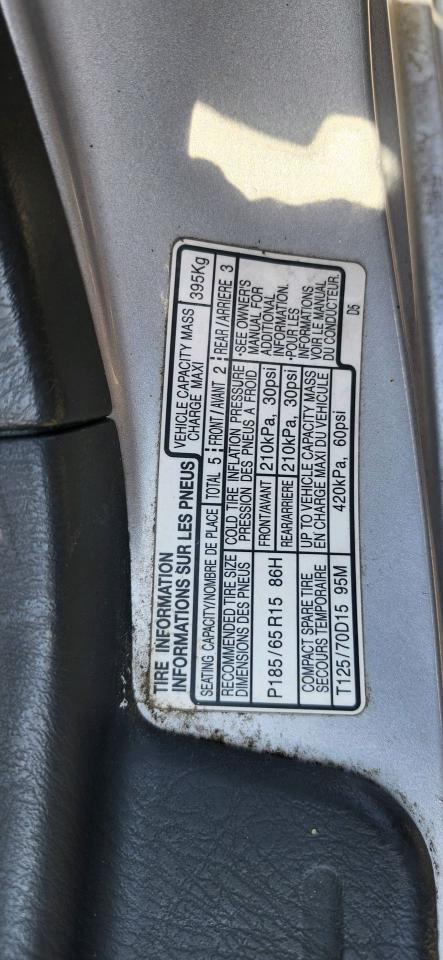 TIRE INFORMATION
INFORMATIONS SUR LES PNEUS
VEHICLE CAPACITY MASS
CHARGE MAXI
395Kg
SEATING CAPACITY/NOMBRE DE PLACE TOTAL 5 FRONT/AVANT 2 REAR/ARRIERE 3
RECOMMENDED TIRE SIZE
DIMENSIONS DES PNEUS
COLD TIRE INFLATION PRESSURE
PRESSION DES PNEUS A FROID
P185/65 R15 86H
FRONT/AVANT 210kPa, 30psi
REAR/ARRIERE 210kPa, 30psi
COMPACT SPARE TIRE
SECOURS TEMPORAIRE
UP TO VEHICLE CAPACITY MASS
EN CHARGE MAXI DU VEHICULE
T125/70D15 95M
420kPa, 60psi
•SEE OWNER'S
MANUAL FOR
ADDITIONAL
INFORMATION.
•POUR LES
INFORMATIONS
VOIR LE MANUAL
DU CONDUCTEUR.
D5